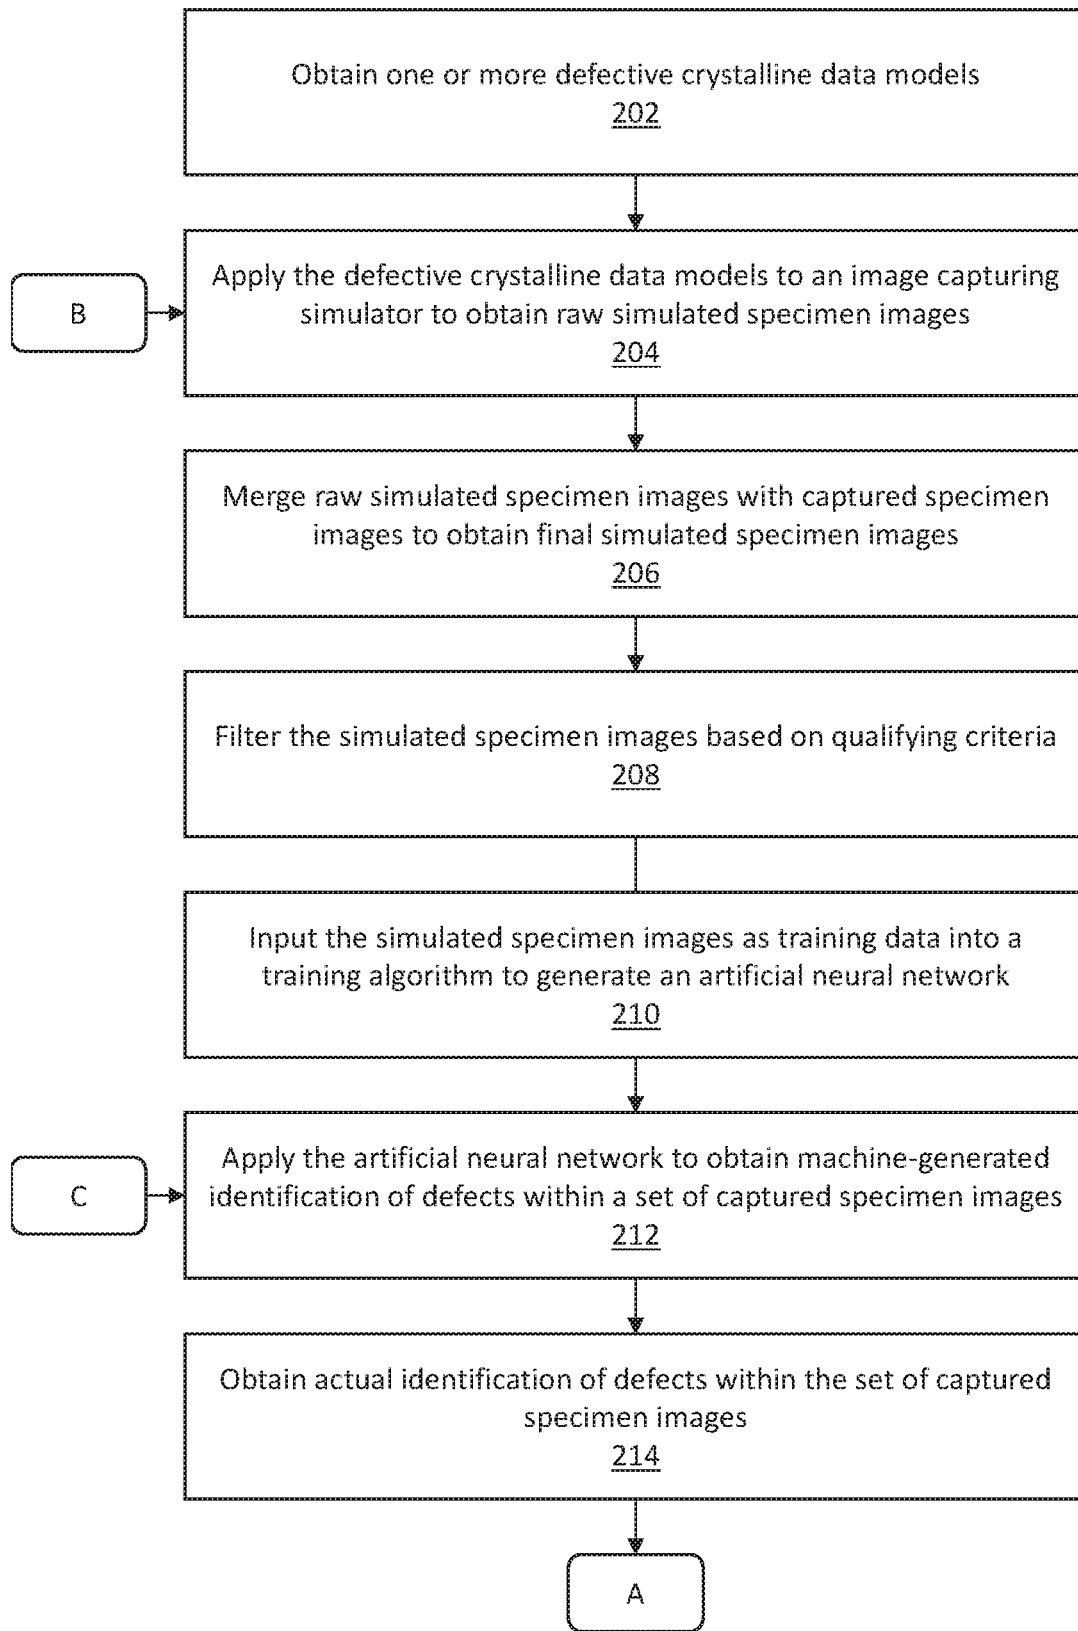 Obtain one or more defective crystalline data models
202
Apply the defective crystalline data models to an image capturing
simulator to obtain raw simulated specimen images
204
B
Merge raw simulated specimen images with captured specimen
images to obtain final simulated specimen images
206
Filter the simulated specimen images based on qualifying criteria
208
Input the simulated specimen images as training data into a
training algorithm to generate an artificial neural network
210
Apply the artificial neural network to obtain machine-generated
identification of defects within a set of captured specimen images
212
C
Obtain actual identification of defects within the set of captured
specimen images
214
A